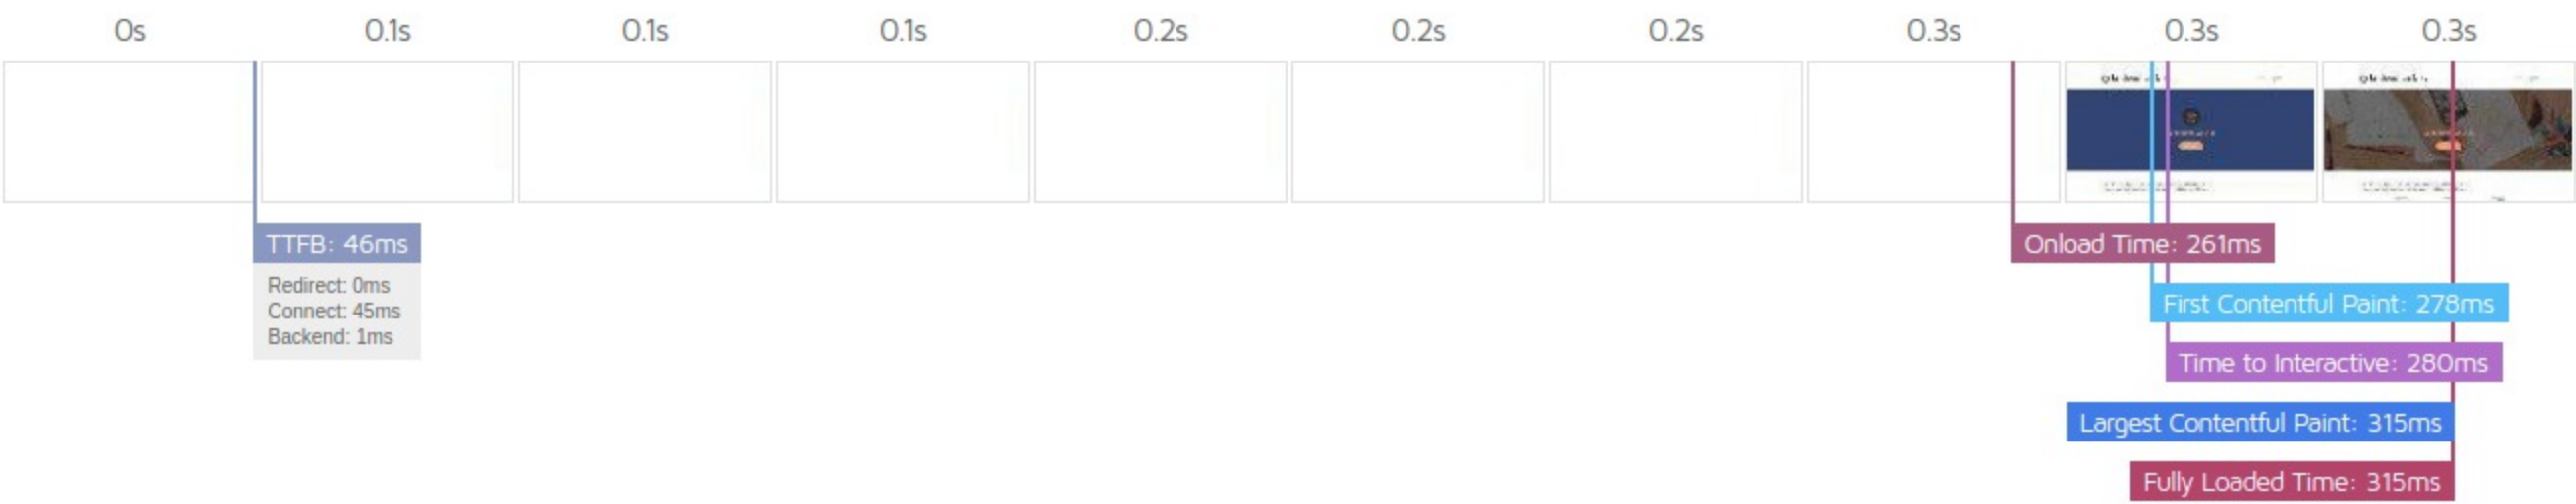 0s 0.1s 0.1s 0.1s 0.2s 0.2s 0.2s 0.3s 0.3s 0.3s
TTFB: 46ms
Redirect: 0ms
Connect: 45ms
Backend: 1ms
Onload Time: 261ms
First Contentful Paint: 278ms
Time to Interactive: 280ms
Largest Contentful Paint: 315ms
Fully Loaded Time: 315ms